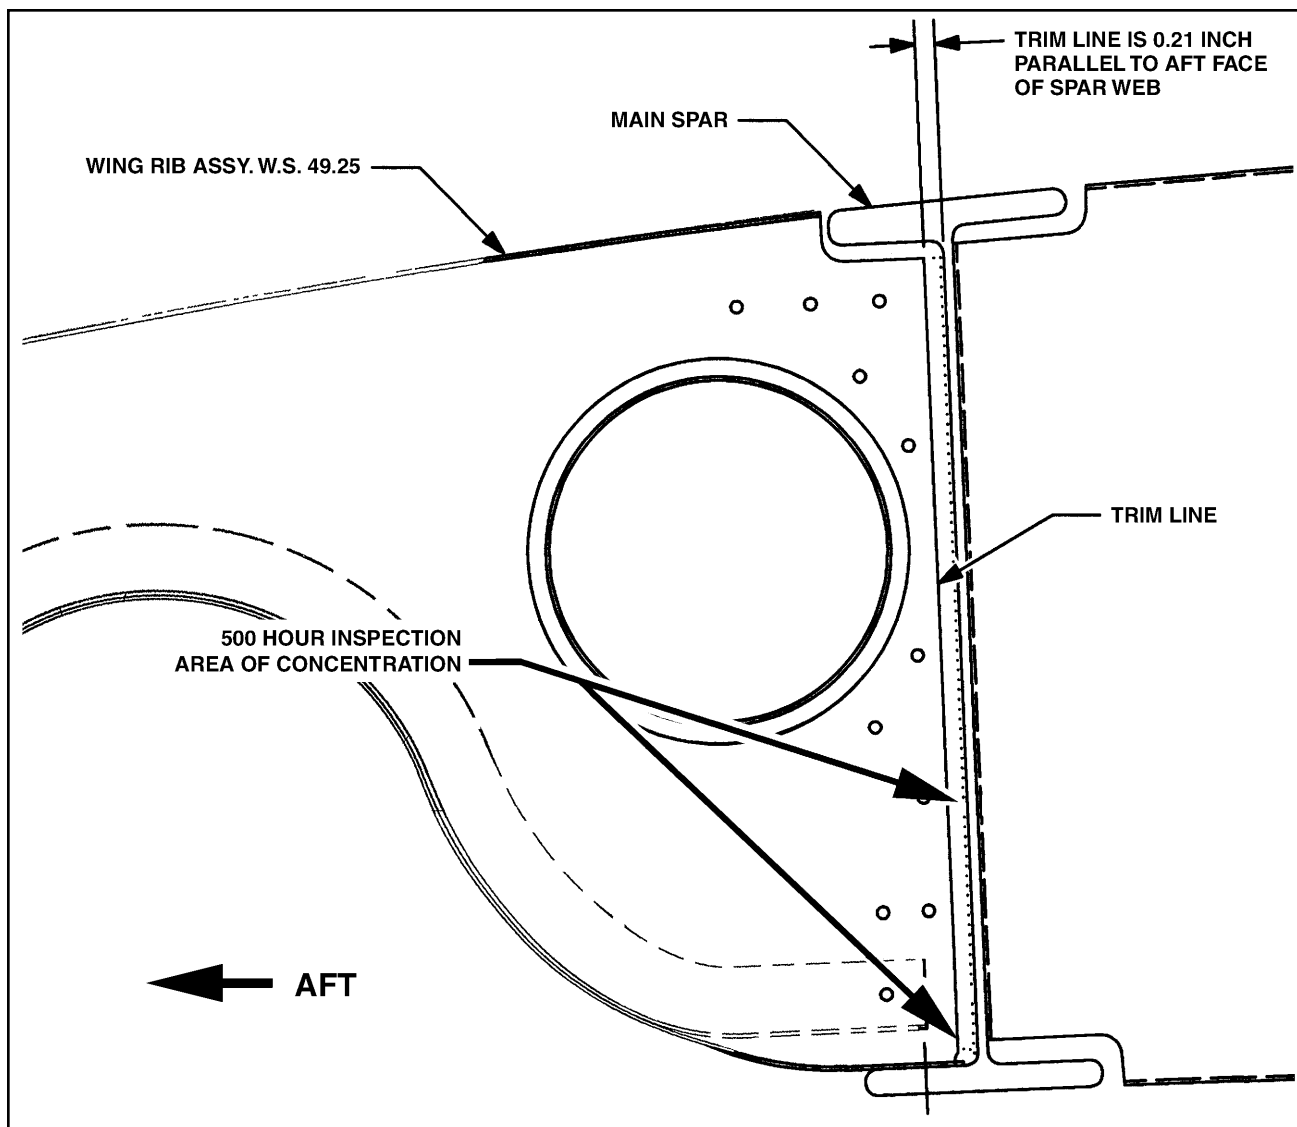 TRIM LINE IS 0.21 INCH
PARALLEL TO AFT FACE
OF SPAR WEB
MAIN SPAR
WING RIB ASSY. W.S. 49.25
TRIM LINE
500 HOUR INSPECTION
AREA OF CONCENTRATION
AFT